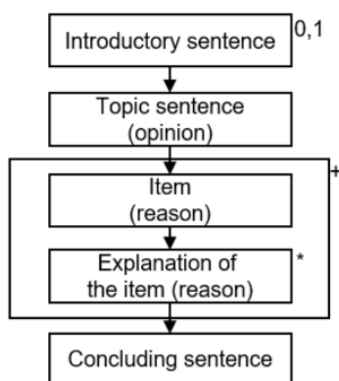 Introductory sentence 0,1
Topic sentence
(opinion)
+
Item
(reason)
Explanation of *
the item (reason)
Concluding sentence